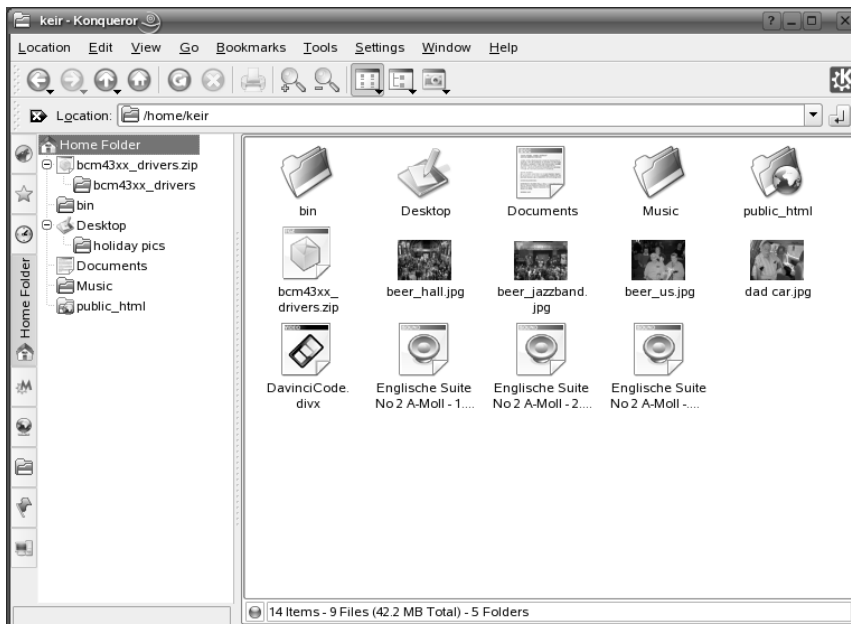 keir - Konqueror
Location Edit View Go Bookmarks Tools Settings Window Help
Location: /home/keir
Home Folder
bcm43xx_drivers.zip
bcm43xx_drivers
bin
Desktop
holiday pics
Documents
Music
public_html
Home Folder
bin Desktop Documents Music public_html
bcm43xx_ beer_hall.jpg beer_jazzband. beer_us.jpg dad car.jpg
drivers.zip jpg
DavinciCode. Englische Suite Englische Suite Englische Suite
divx No 2 A-Moll - 1.... No 2 A-Moll - 2.... No 2 A-Moll -....
14 Items - 9 Files (42.2 MB Total) - 5 Folders